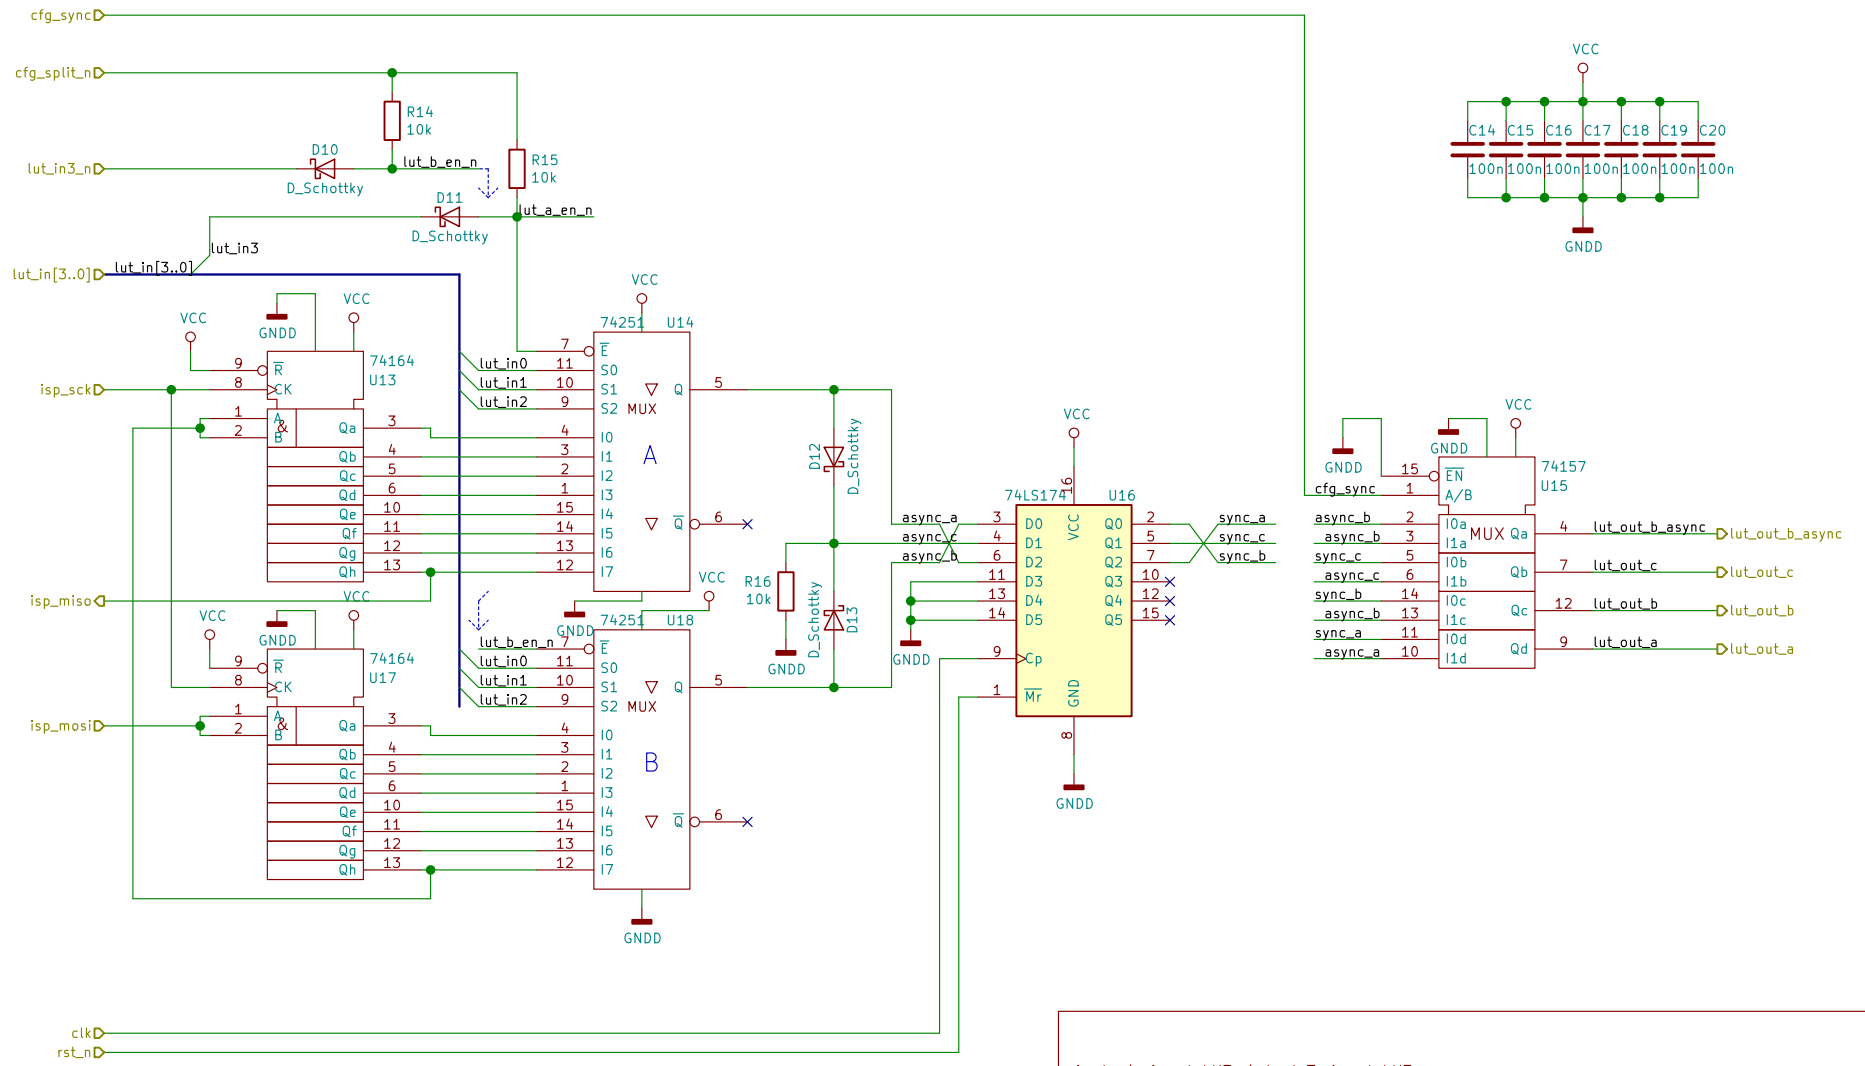 cfg_sync
cfg_split_n
R14
10k
D10
D_Schottky
lut_in3_n
lut_b_en_n
R15
10k
D11
D_Schottky
lut_a_en_n
lut_in3
lut_in[3..0]
lut_in[3..0]
VCC
C14 C15 C16 C17 C18 C19 C20
100n 100n 100n 100n 100n 100n 100n
GNDD
VCC
GNDD
VCC
74164
U13
9 R
8 CK
isp_sck
1 A
2 B
&
Qa 3
Qb 4
Qc 5
Qd 6
Qe 10
Qf 11
Qg 12
Qh 13
isp_miso
VCC
74251 U14
7 E
lut_in0 11 S0
lut_in1 10 S1
lut_in2 9 S2
MUX
Q 5
4 I0
3 I1
2 I2
1 I3
15 I4
14 I5
13 I6
12 I7
A
Q 6
GNDD
VCC
GNDD
VCC
74164
U17
9 R
8 CK
isp_mosi
1 A
2 B
&
Qa 3
Qb 4
Qc 5
Qd 6
Qe 10
Qf 11
Qg 12
Qh 13
VCC
74251 U18
lut_b_en_n 7 E
lut_in0 11 S0
lut_in1 10 S1
lut_in2 9 S2
MUX
Q 5
4 I0
3 I1
2 I2
1 I3
15 I4
14 I5
13 I6
12 I7
B
Q 6
GNDD
D12
D_Schottky
R16
10k
GNDD
D13
D_Schottky
VCC
16
74LS174 U16
VCC
async_a 3 D0
async_c 4 D1
async_b 6 D2
11 D3
13 D4
14 D5
GNDD
9 Cp
1 Mr
GND
8
GNDD
Q0 2 sync_a
Q1 5 sync_c
Q2 7 sync_b
Q3 10
Q4 12
Q5 15
GNDD
GNDD
VCC
74157
U15
15 EN
cfg_sync 1 A/B
MUX
async_b 2 I0a
async_b 3 I1a
sync_c 5 I0b
async_c 6 I1b
sync_b 14 I0c
async_b 13 I1c
sync_a 11 I0d
async_a 10 I1d
Qa 4 lut_out_b_async lut_out_b_async
Qb 7 lut_out_c lut_out_c
Qc 12 lut_out_b lut_out_b
Qd 9 lut_out_a lut_out_a
clk
rst_n